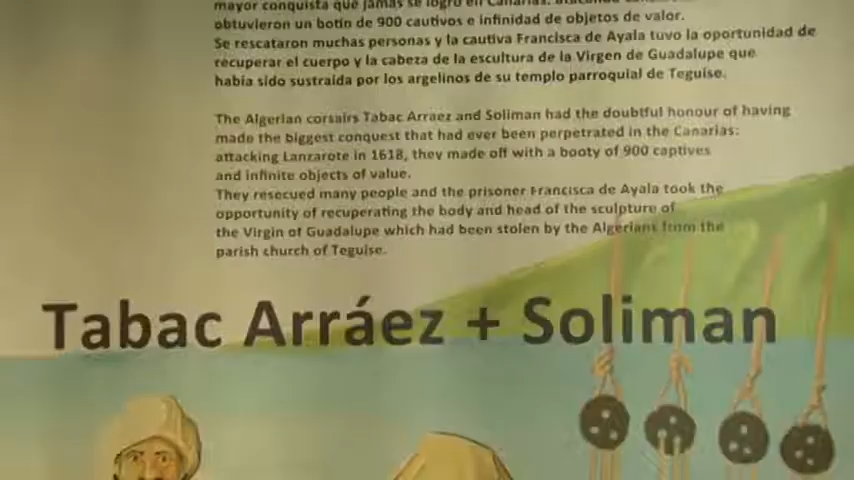 mayor conquista que jamás se logró en Canarias: atacando
obtuvieron un botín de 900 cautivos e infinidad de objetos de valor.
Se rescataron muchas personas y la cautiva Francisca de Ayala tuvo la oportunidad de
recuperar el cuerpo y la cabeza de la escultura de la Virgen de Guadalupe que
había sido sustraída por los argelinos de su templo parroquial de Teguise.
The Algerian corsairs Tabac Arraez and Soliman had the doubtful honour of having
made the biggest conquest that had ever been perpetrated in the Canarias:
attacking Lanzarote in 1618, they made off with a booty of 900 captives
and infinite objects of value.
They resecued many people and the prisoner Francisca de Ayala took the
opportunity of recuperating the body and head of the sculpture of
the Virgin of Guadalupe which had been stolen by the Algerians from the
parish church of Teguise.
Tabac Arráez + Soliman